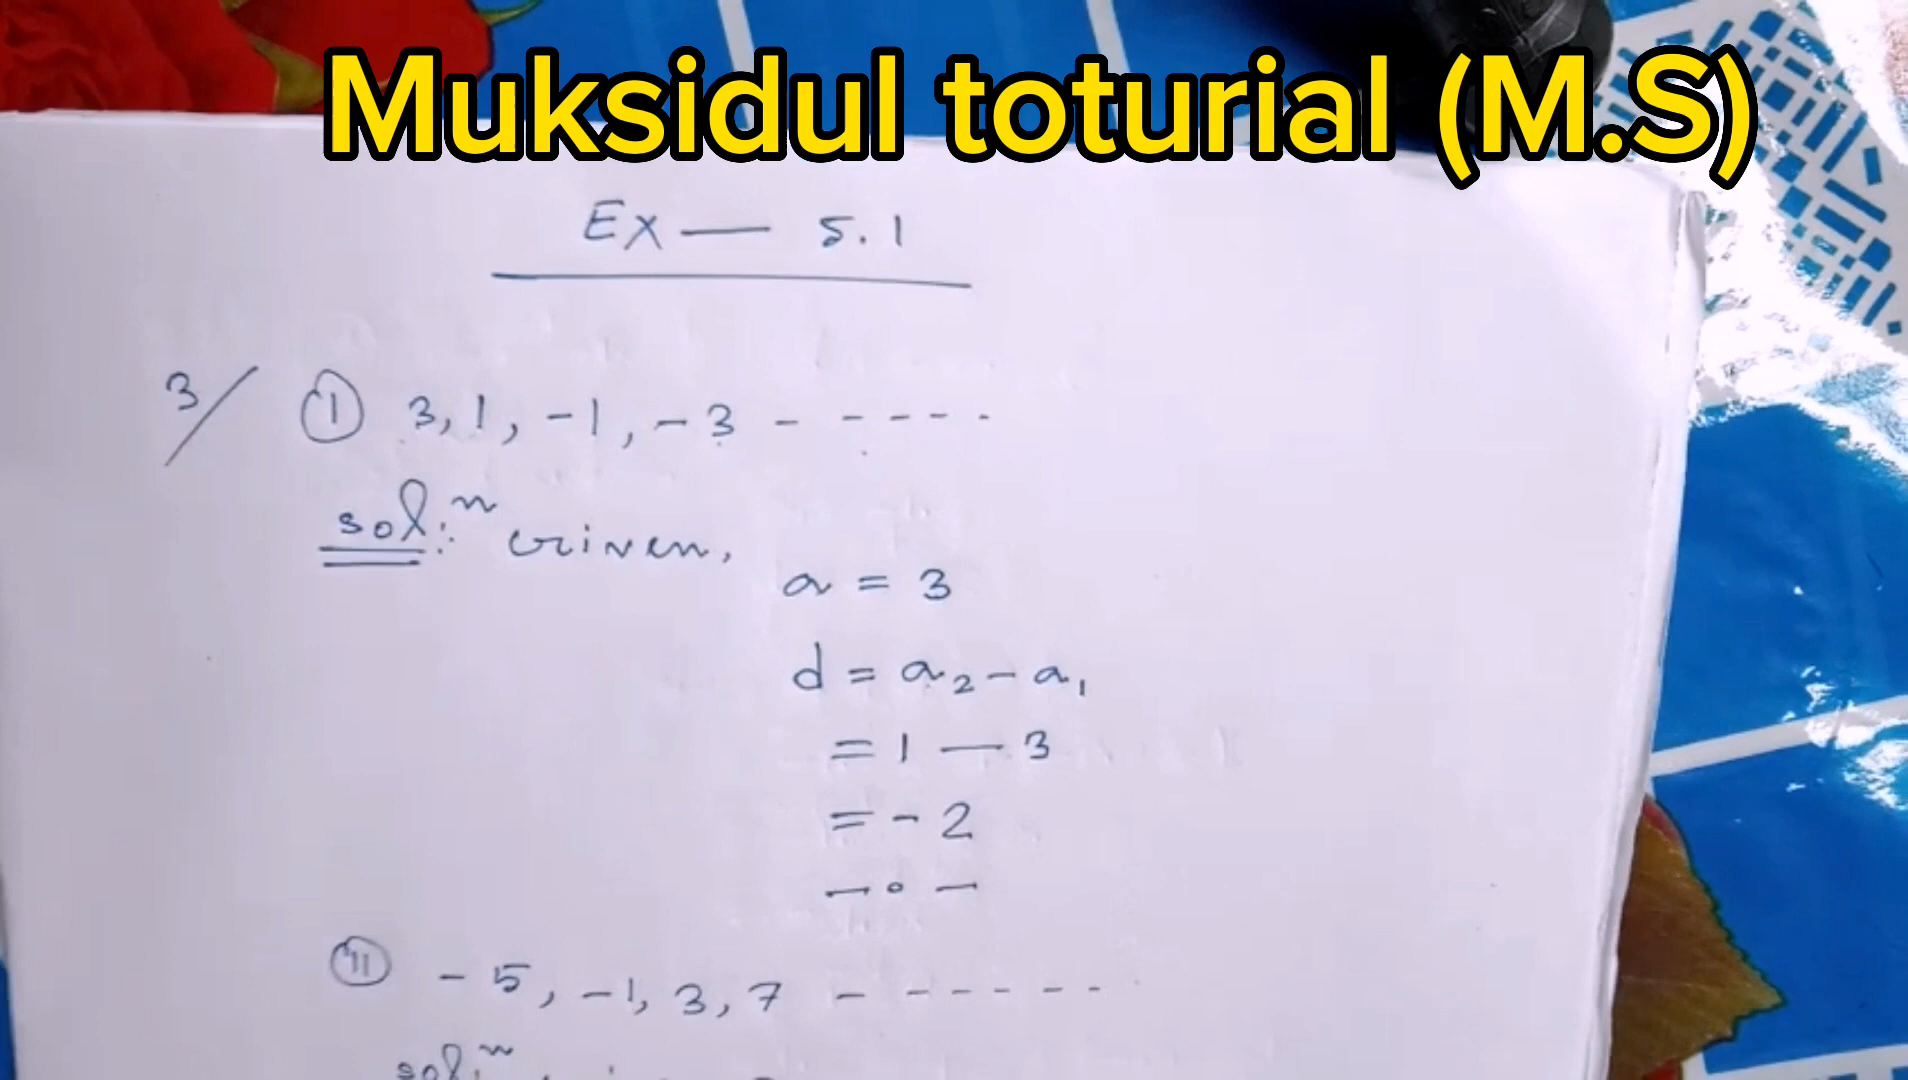 Muksidul toturial (M.S)
Ex — 5.1
3/ (i) 3, 1, -1, -3 - - - - -
solⁿ: Given,
a = 3
d = a₂ - a₁
= 1 — 3
= - 2
—o—
(ii) - 5, -1, 3, 7 - - - - - -
solⁿ